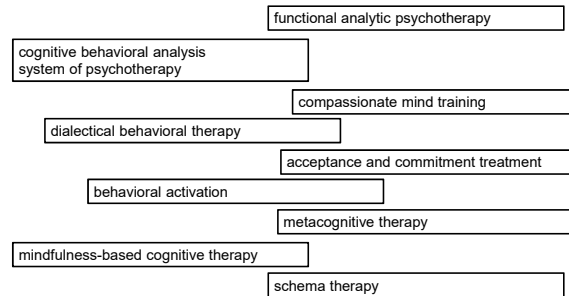 functional analytic psychotherapy
cognitive behavioral analysis
system of psychotherapy
compassionate mind training
dialectical behavioral therapy
acceptance and commitment treatment
behavioral activation
metacognitive therapy
mindfulness-based cognitive therapy
schema therapy